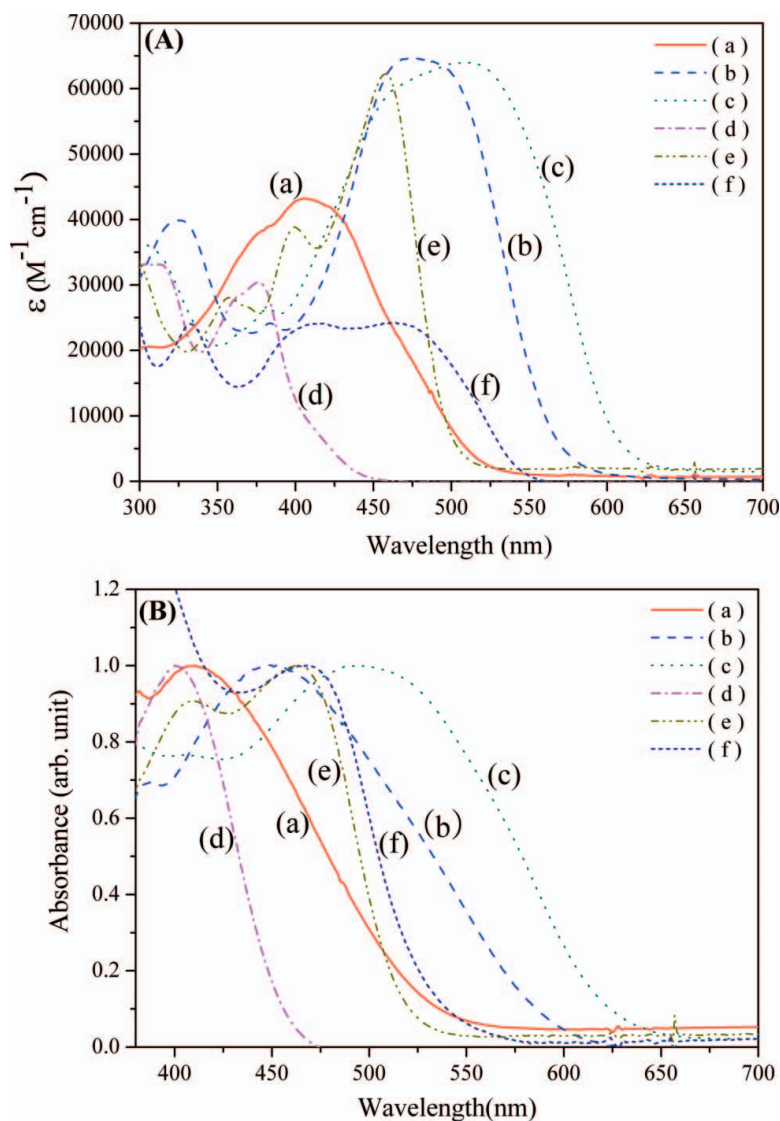 (A)
70000
60000
50000
40000
30000
20000
10000
0
ε (M⁻¹ cm⁻¹)
(a)
(b)
(c)
(d)
(e)
(f)
(a)
(c)
(e)
(b)
(d)
(f)
300 350 400 450 500 550 600 650 700
Wavelength (nm)
(B)
1.2
1.0
0.8
0.6
0.4
0.2
0.0
Absorbance (arb. unit)
(a)
(b)
(c)
(d)
(e)
(f)
(e)
(c)
(d)
(a)
(f)
(b)
400 450 500 550 600 650 700
Wavelength(nm)